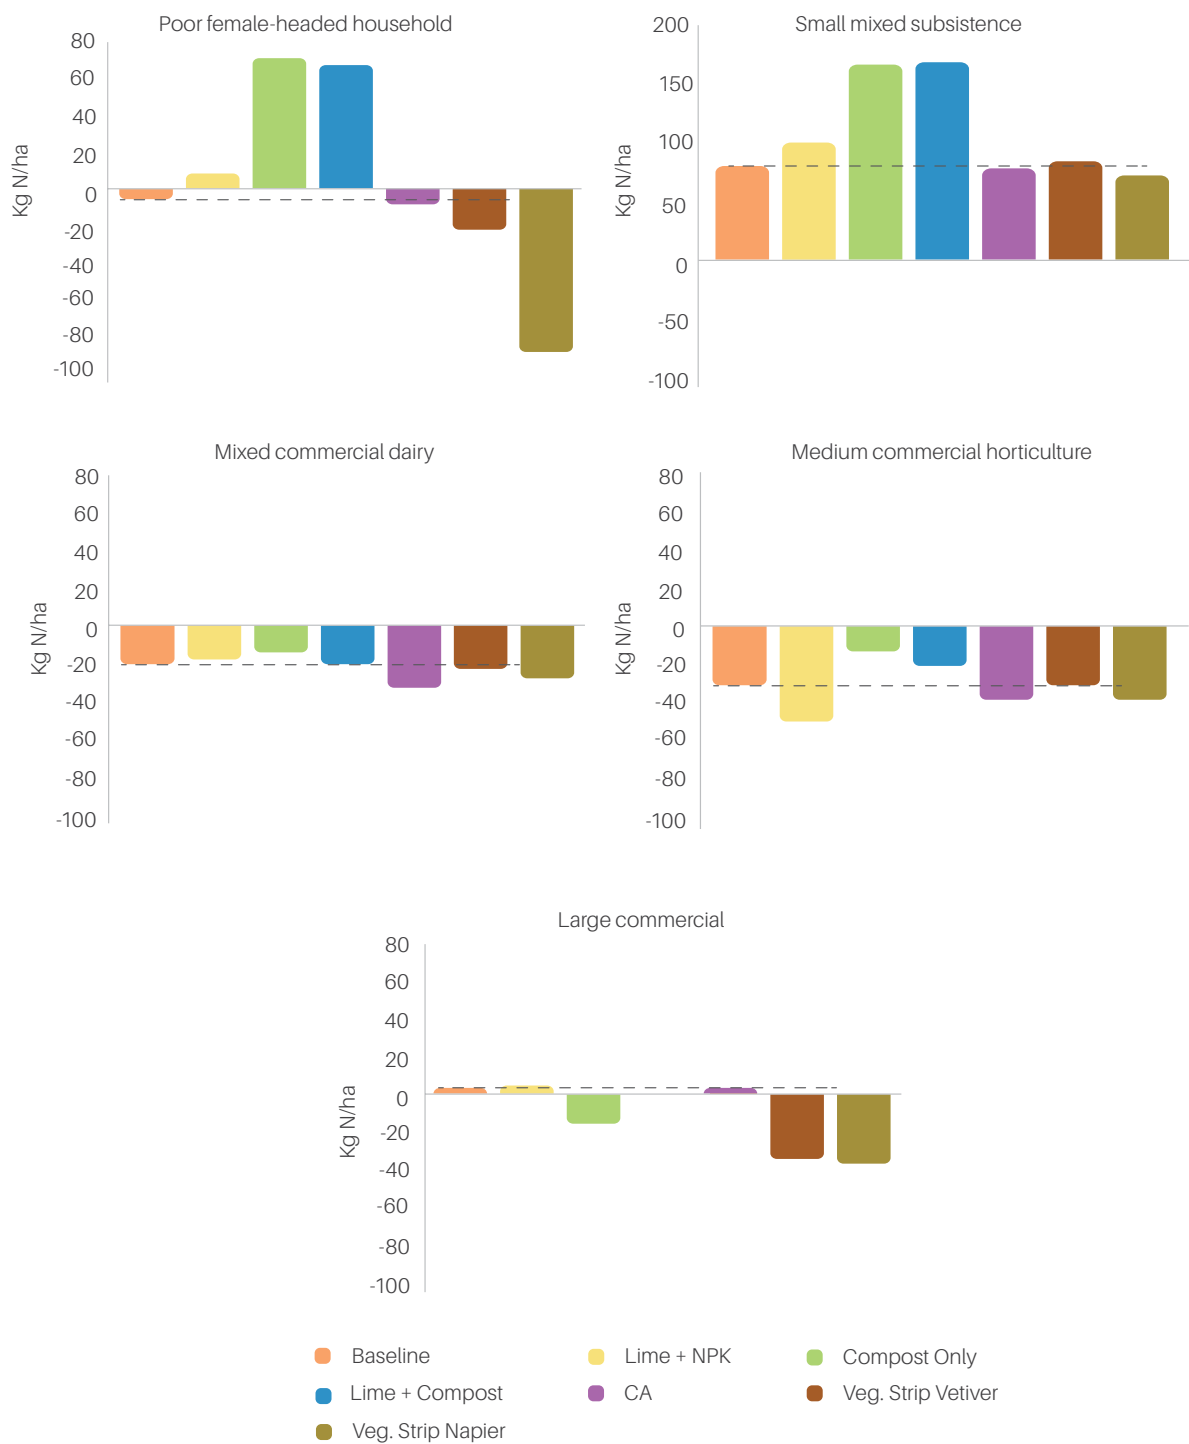 Poor female-headed household
80
60
40
20
0
-20
-40
-60
-80
-100
Kg N/ha
Small mixed subsistence
200
150
100
50
0
-50
-100
Kg N/ha
Mixed commercial dairy
80
60
40
20
0
-20
-40
-60
-80
-100
Kg N/ha
Medium commercial horticulture
80
60
40
20
0
-20
-40
-60
-80
-100
Kg N/ha
Large commercial
80
60
40
20
0
-20
-40
-60
-80
-100
Kg N/ha
Baseline
Lime + NPK
Compost Only
Lime + Compost
CA
Veg. Strip Vetiver
Veg. Strip Napier